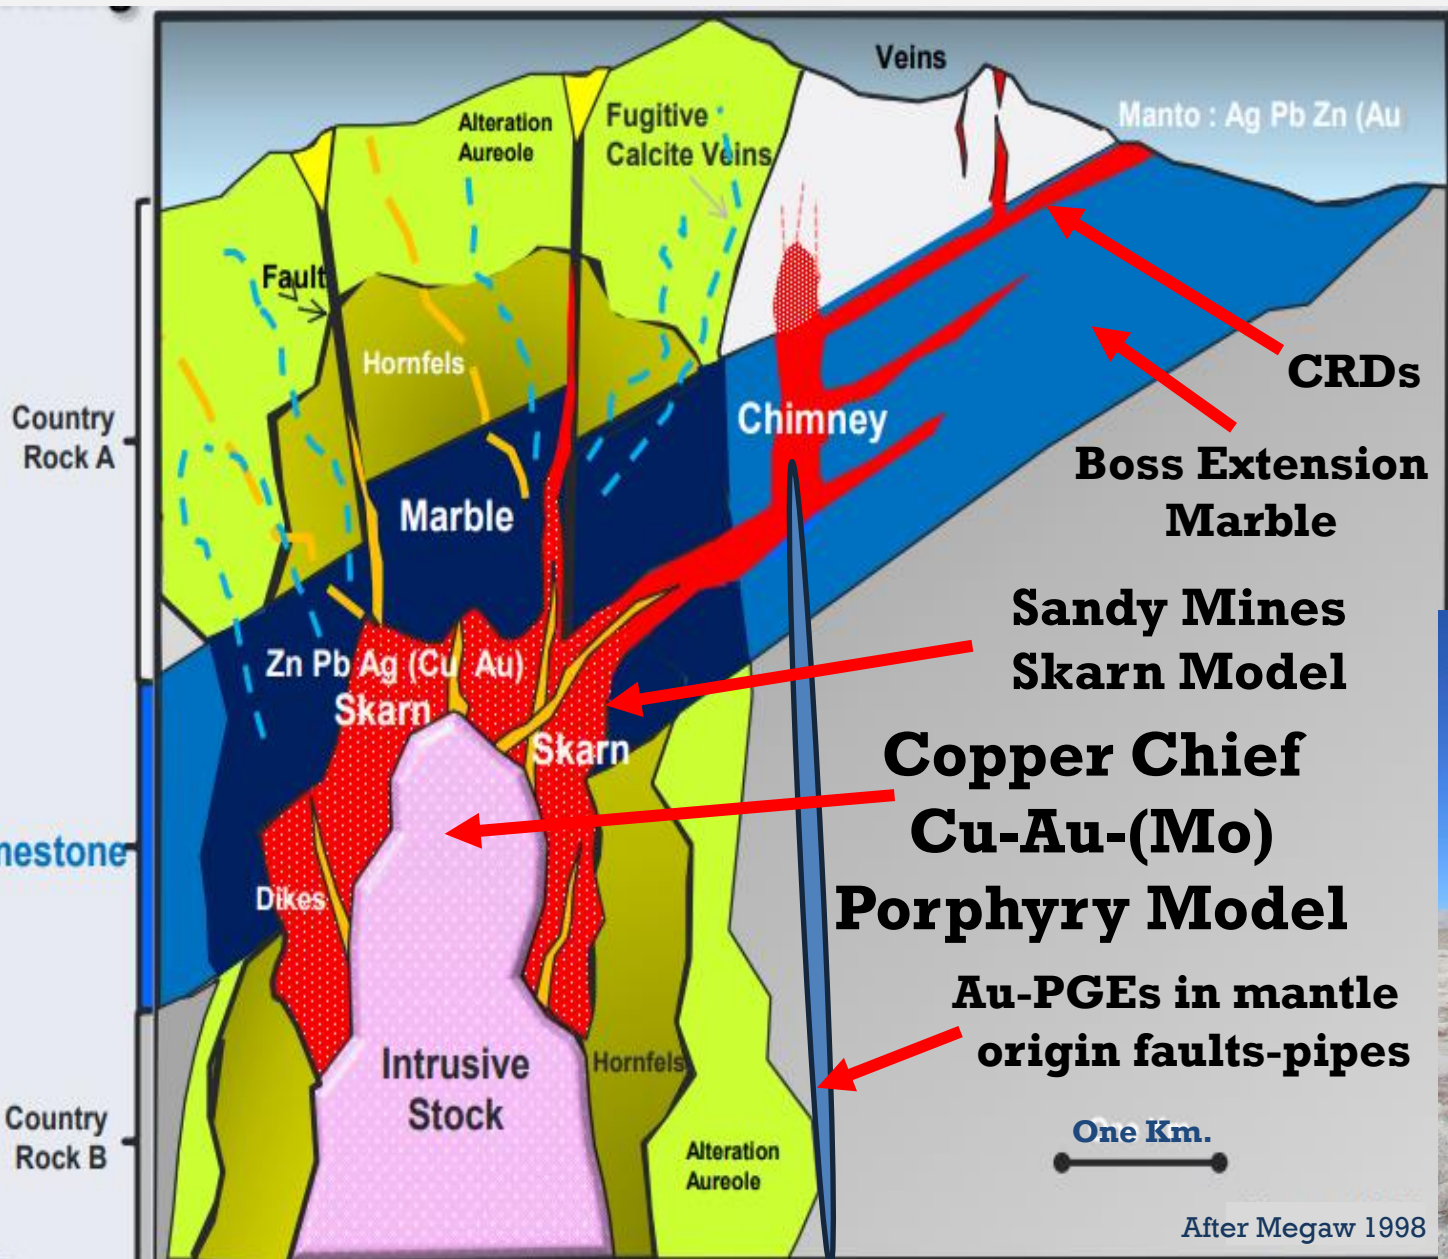 Veins
Manto : Ag Pb Zn (Au
Alteration
Aureole
Fugitive
Calcite Veins
Fault
Hornfels
CRDs
Country
Rock A
Chimney
Boss Extension
Marble
Marble
Sandy Mines
Skarn Model
Zn Pb Ag (Cu Au)
Skarn
Skarn
Copper Chief
Cu-Au-(Mo)
Porphyry Model
mestone
Dikes
Au-PGEs in mantle
origin faults-pipes
Intrusive
Stock
Hornfels
Country
Rock B
One Km.
Alteration
Aureole
After Megaw 1998